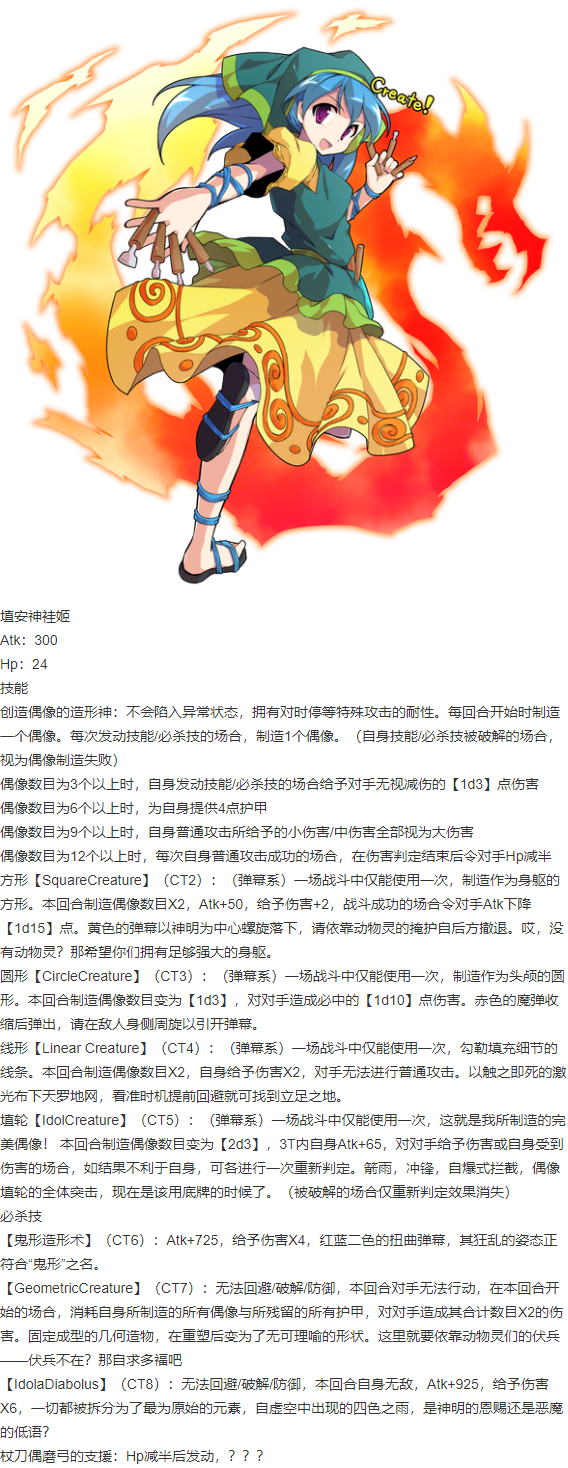 Create!
埴安神袿姬
Atk：300
Hp：24
技能
创造偶像的造形神：不会陷入异常状态，拥有对时停等特殊攻击的耐性。每回合开始时制造
一个偶像。每次发动技能/必杀技的场合，制造1个偶像。（自身技能/必杀技被破解的场合，
视为偶像制造失败）
偶像数目为3个以上时，自身发动技能/必杀技的场合给予对手无视减伤的【1d3】点伤害
偶像数目为6个以上时，为自身提供4点护甲
偶像数目为9个以上时，自身普通攻击所给予的小伤害/中伤害全部视为大伤害
偶像数目为12个以上时，每次自身普通攻击成功的场合，在伤害判定结束后令对手Hp减半
方形【SquareCreature】（CT2）：（弹幕系）一场战斗中仅能使用一次，制造作为身躯的
方形。本回合制造偶像数目X2，Atk+50，给予伤害+2，战斗成功的场合令对手Atk下降
【1d15】点。黄色的弹幕以神明为中心螺旋落下，请依靠动物灵的掩护自后方撤退。哎，没
有动物灵？那希望你们拥有足够强大的身躯。
圆形【CircleCreature】（CT3）：（弹幕系）一场战斗中仅能使用一次，制造作为头颅的圆
形。本回合制造偶像数目变为【1d3】，对对手造成必中的【1d10】点伤害。赤色的魔弹收
缩后弹出，请在敌人身侧周旋以引开弹幕。
线形【Linear Creature】（CT4）：（弹幕系）一场战斗中仅能使用一次，勾勒填充细节的
线条。本回合制造偶像数目X2，自身给予伤害X2，对手无法进行普通攻击。以触之即死的激
光布下天罗地网，看准时机提前回避就可找到立足之地。
埴轮【IdolCreature】（CT5）：（弹幕系）一场战斗中仅能使用一次，这就是我所制造的完
美偶像！ 本回合制造偶像数目变为【2d3】，3T内自身Atk+65，对对手给予伤害或自身受到
伤害的场合，如结果不利于自身，可各进行一次重新判定。箭雨，冲锋，自爆式拦截，偶像
埴轮的全体突击，现在是该用底牌的时候了。（被破解的场合仅重新判定效果消失）
必杀技
【鬼形造形术】（CT6）：Atk+725，给予伤害X4，红蓝二色的扭曲弹幕，其狂乱的姿态正
符合“鬼形”之名。
【GeometricCreature】（CT7）：无法回避/破解/防御，本回合对手无法行动，在本回合开
始的场合，消耗自身所制造的所有偶像与所残留的所有护甲，对对手造成其合计数目X2的伤
害。固定成型的几何造物，在重塑后变为了无可理喻的形状。这里就要依靠动物灵们的伏兵
——伏兵不在？那自求多福吧
【IdolaDiabolus】（CT8）：无法回避/破解/防御，本回合自身无敌，Atk+925，给予伤害
X6，一切都被拆分为了最为原始的元素，自虚空中出现的四色之雨，是神明的恩赐还是恶魔
的低语？
杖刀偶磨弓的支援：Hp减半后发动，？？？